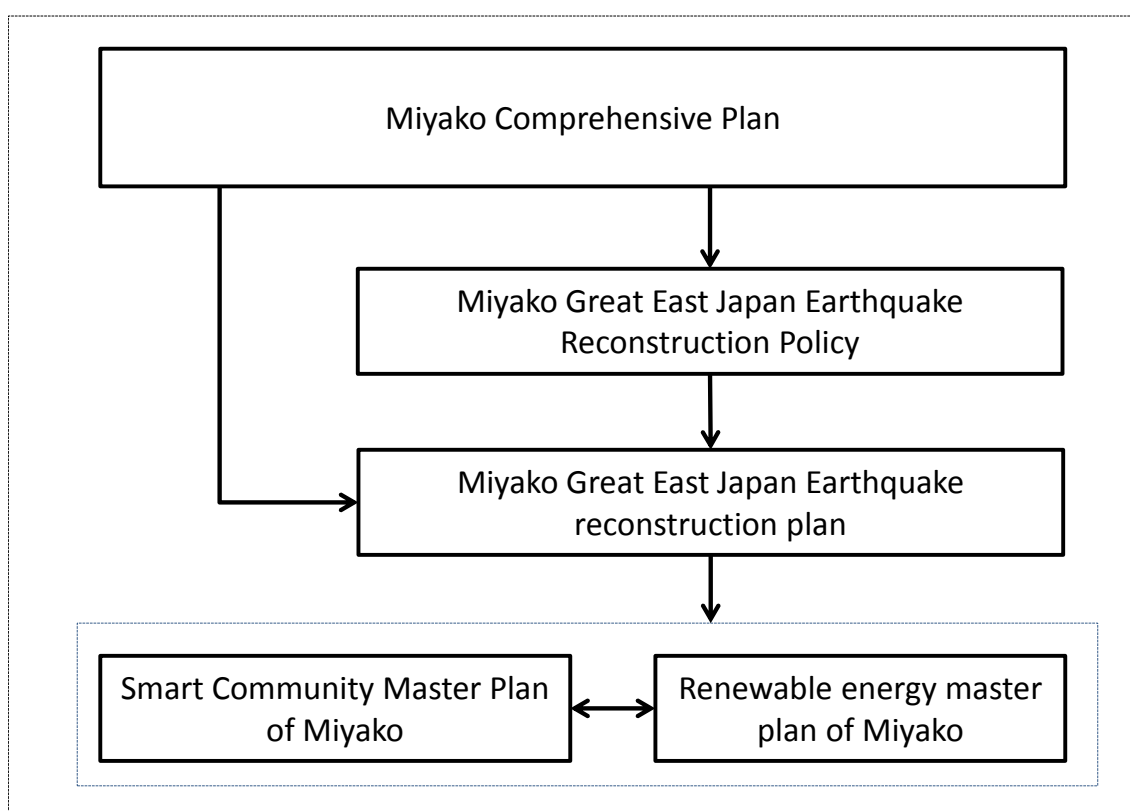 Miyako Comprehensive Plan
Miyako Great East Japan Earthquake
Reconstruction Policy
Miyako Great East Japan Earthquake
reconstruction plan
Smart Community Master Plan
of Miyako
Renewable energy master
plan of Miyako